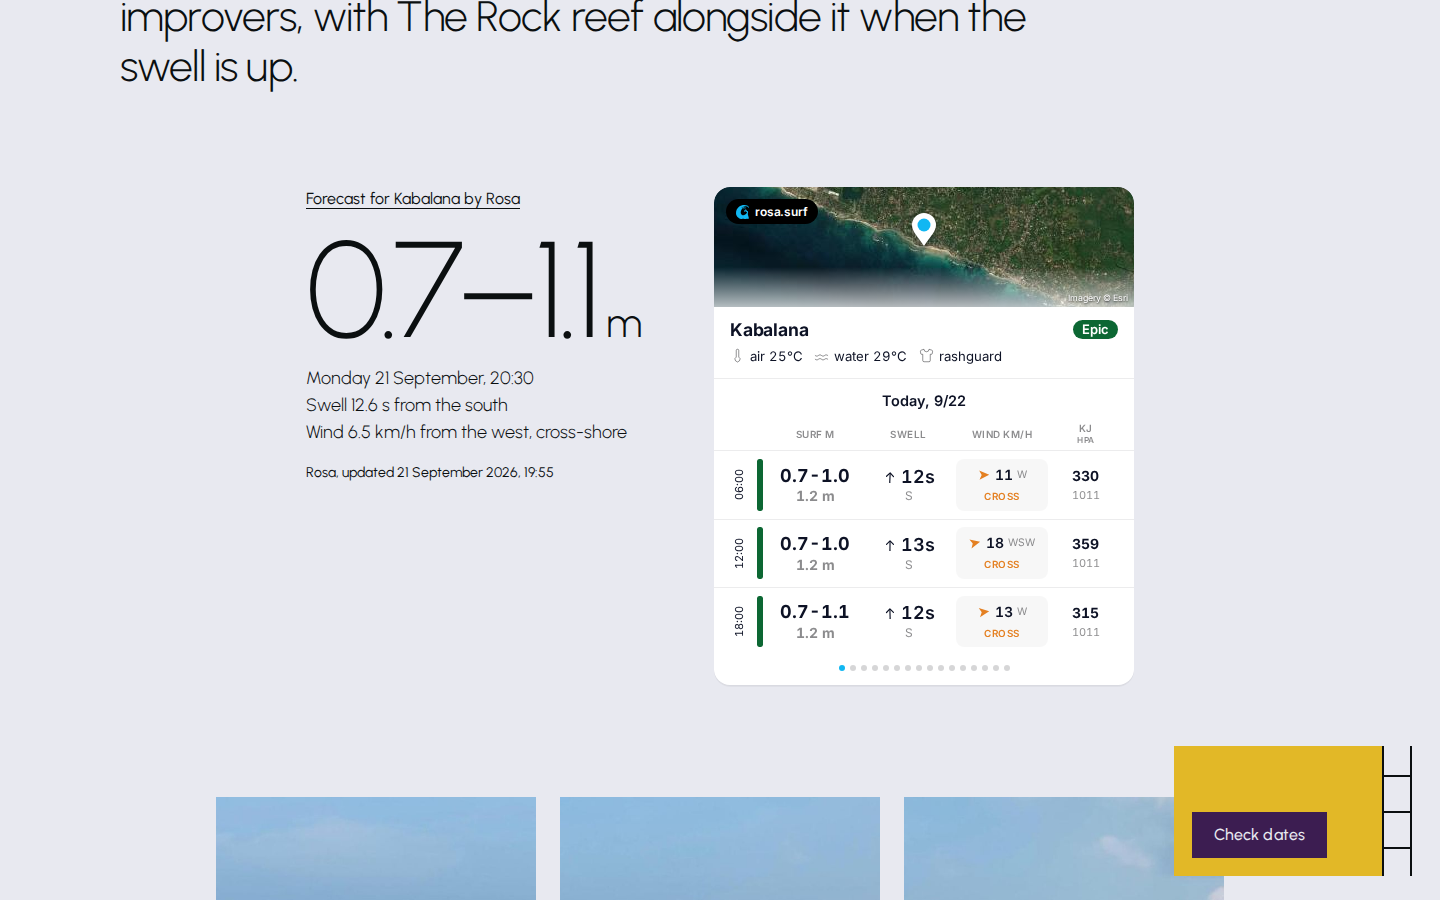 improvers, with The Rock reef alongside it when the
swell is up.
Forecast for Kabalana by Rosa
0.7–1.1 m
Monday 21 September, 20:30
Swell 12.6 s from the south
Wind 6.5 km/h from the west, cross-shore
Rosa, updated 21 September 2026, 19:55
rosa.surf
Imagery © Esri
Kabalana
Epic
air 25°C water 29°C rashguard
Today, 9/22
SURF M SWELL WIND KM/H KJ
HPA
06:00
0.7-1.0 12s 11 W 330
1.2 m S CROSS 1011
12:00
0.7-1.0 13s 18 WSW 359
1.2 m S CROSS 1011
18:00
0.7-1.1 12s 13 W 315
1.2 m S CROSS 1011
Check dates